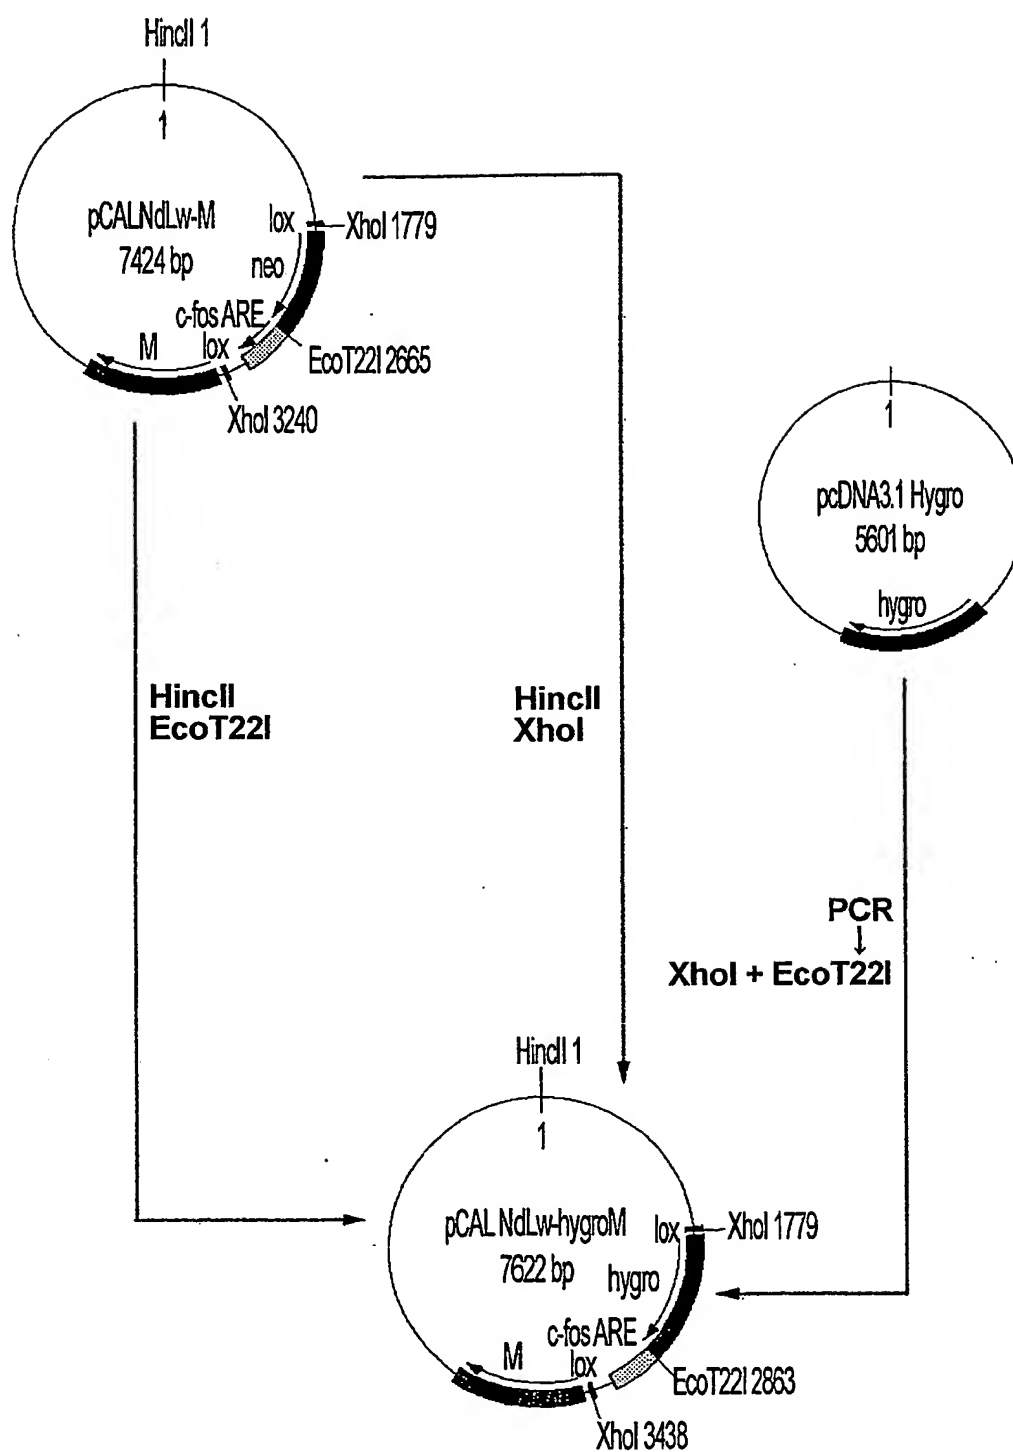 HincII 1
1
pCALNdLw-M
7424 bp
lox
XhoI 1779
neo
c-fos ARE
lox
M
EcoT22I 2665
XhoI 3240
1
pcDNA3.1 Hygro
5601 bp
hygro
HincII
EcoT22I
HincII
XhoI
PCR
↓
XhoI + EcoT22I
HincII 1
1
pCALNdLw-hygroM
7622 bp
lox
XhoI 1779
hygro
c-fos ARE
lox
M
EcoT22I 2863
XhoI 3438